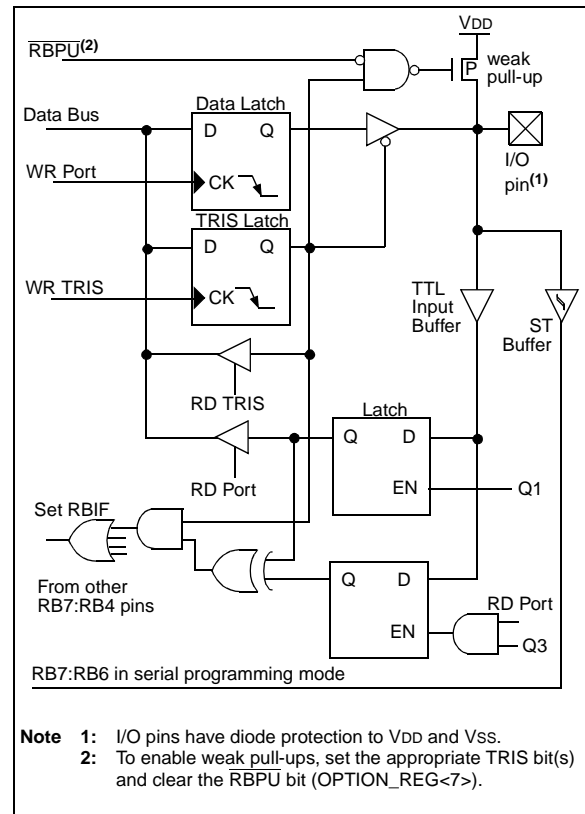 VDD
RBPU(2)
weak
pull-up
P
Data Latch
Data Bus
D Q
I/O
pin(1)
WR Port
CK
TRIS Latch
D Q
WR TRIS
CK
TTL
Input
Buffer
ST
Buffer
RD TRIS
Latch
Q D
RD Port
EN
Q1
Set RBIF
From other
RB7:RB4 pins
Q D
RD Port
EN
Q3
RB7:RB6 in serial programming mode
Note 1: I/O pins have diode protection to VDD and VSS.
2: To enable weak pull-ups, set the appropriate TRIS bit(s)
and clear the RBPU bit (OPTION_REG<7>).